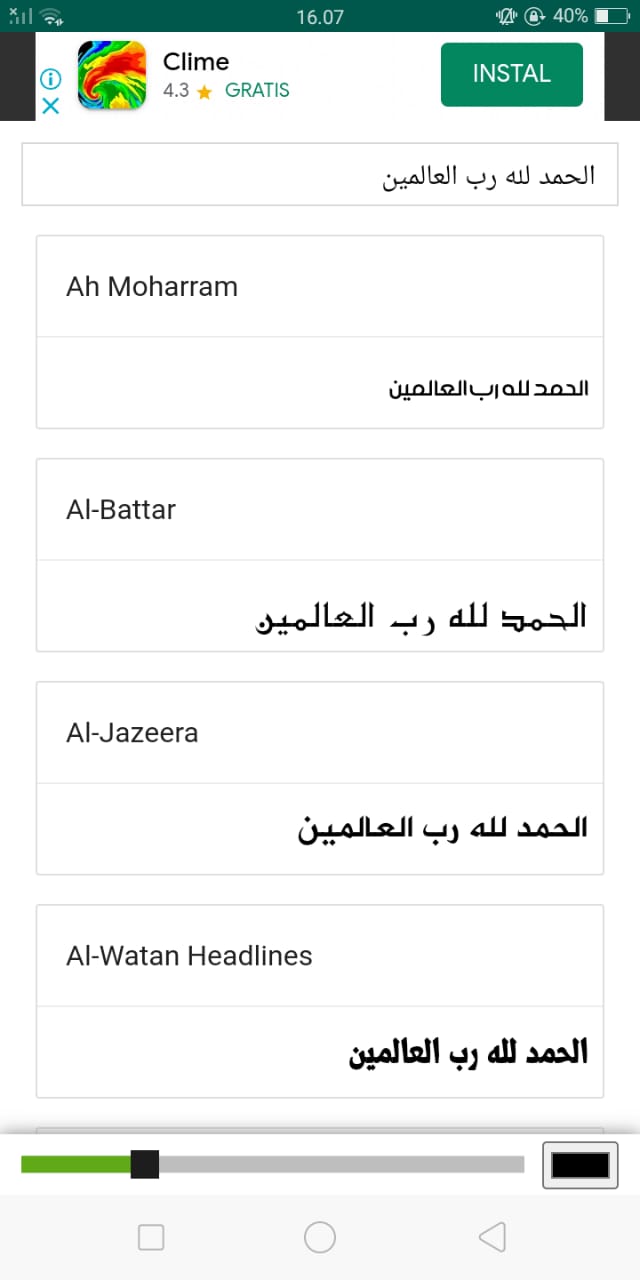 16.07
40%
Clime
4.3 GRATIS
INSTAL
الحمد لله رب العالمين
Ah Moharram
الحمد لله رب العالمين
Al-Battar
الحمد لله رب العالمين
Al-Jazeera
الحمد لله رب العالمين
Al-Watan Headlines
الحمد لله رب العالمين